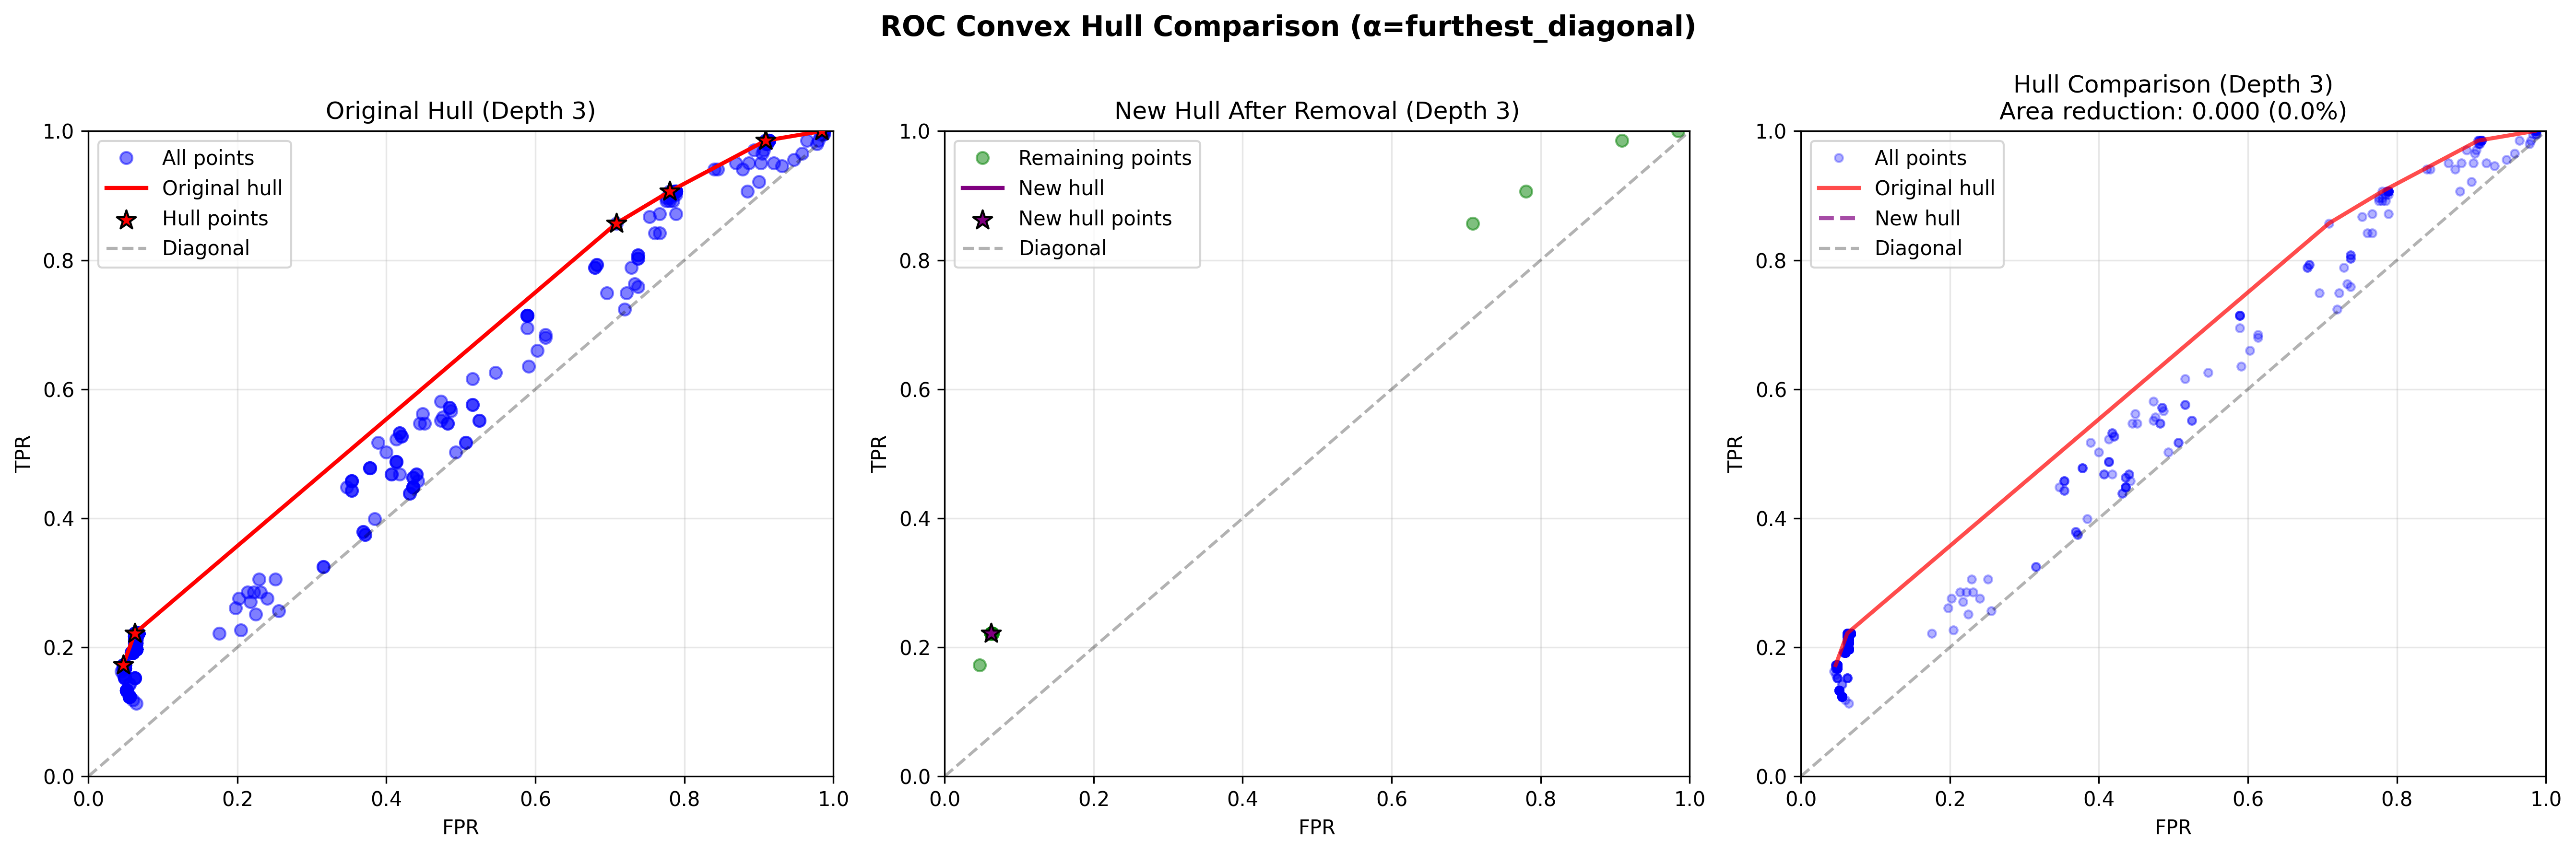 ROC Convex Hull Comparison (α=furthest_diagonal)
Original Hull (Depth 3)
All points
Original hull
Hull points
Diagonal
1.0
0.8
0.6
0.4
0.2
0.0
TPR
0.0 0.2 0.4 0.6 0.8 1.0
FPR
New Hull After Removal (Depth 3)
Remaining points
New hull
New hull points
Diagonal
1.0
0.8
0.6
0.4
0.2
0.0
TPR
0.0 0.2 0.4 0.6 0.8 1.0
FPR
Hull Comparison (Depth 3)
Area reduction: 0.000 (0.0%)
All points
Original hull
New hull
Diagonal
1.0
0.8
0.6
0.4
0.2
0.0
TPR
0.0 0.2 0.4 0.6 0.8 1.0
FPR